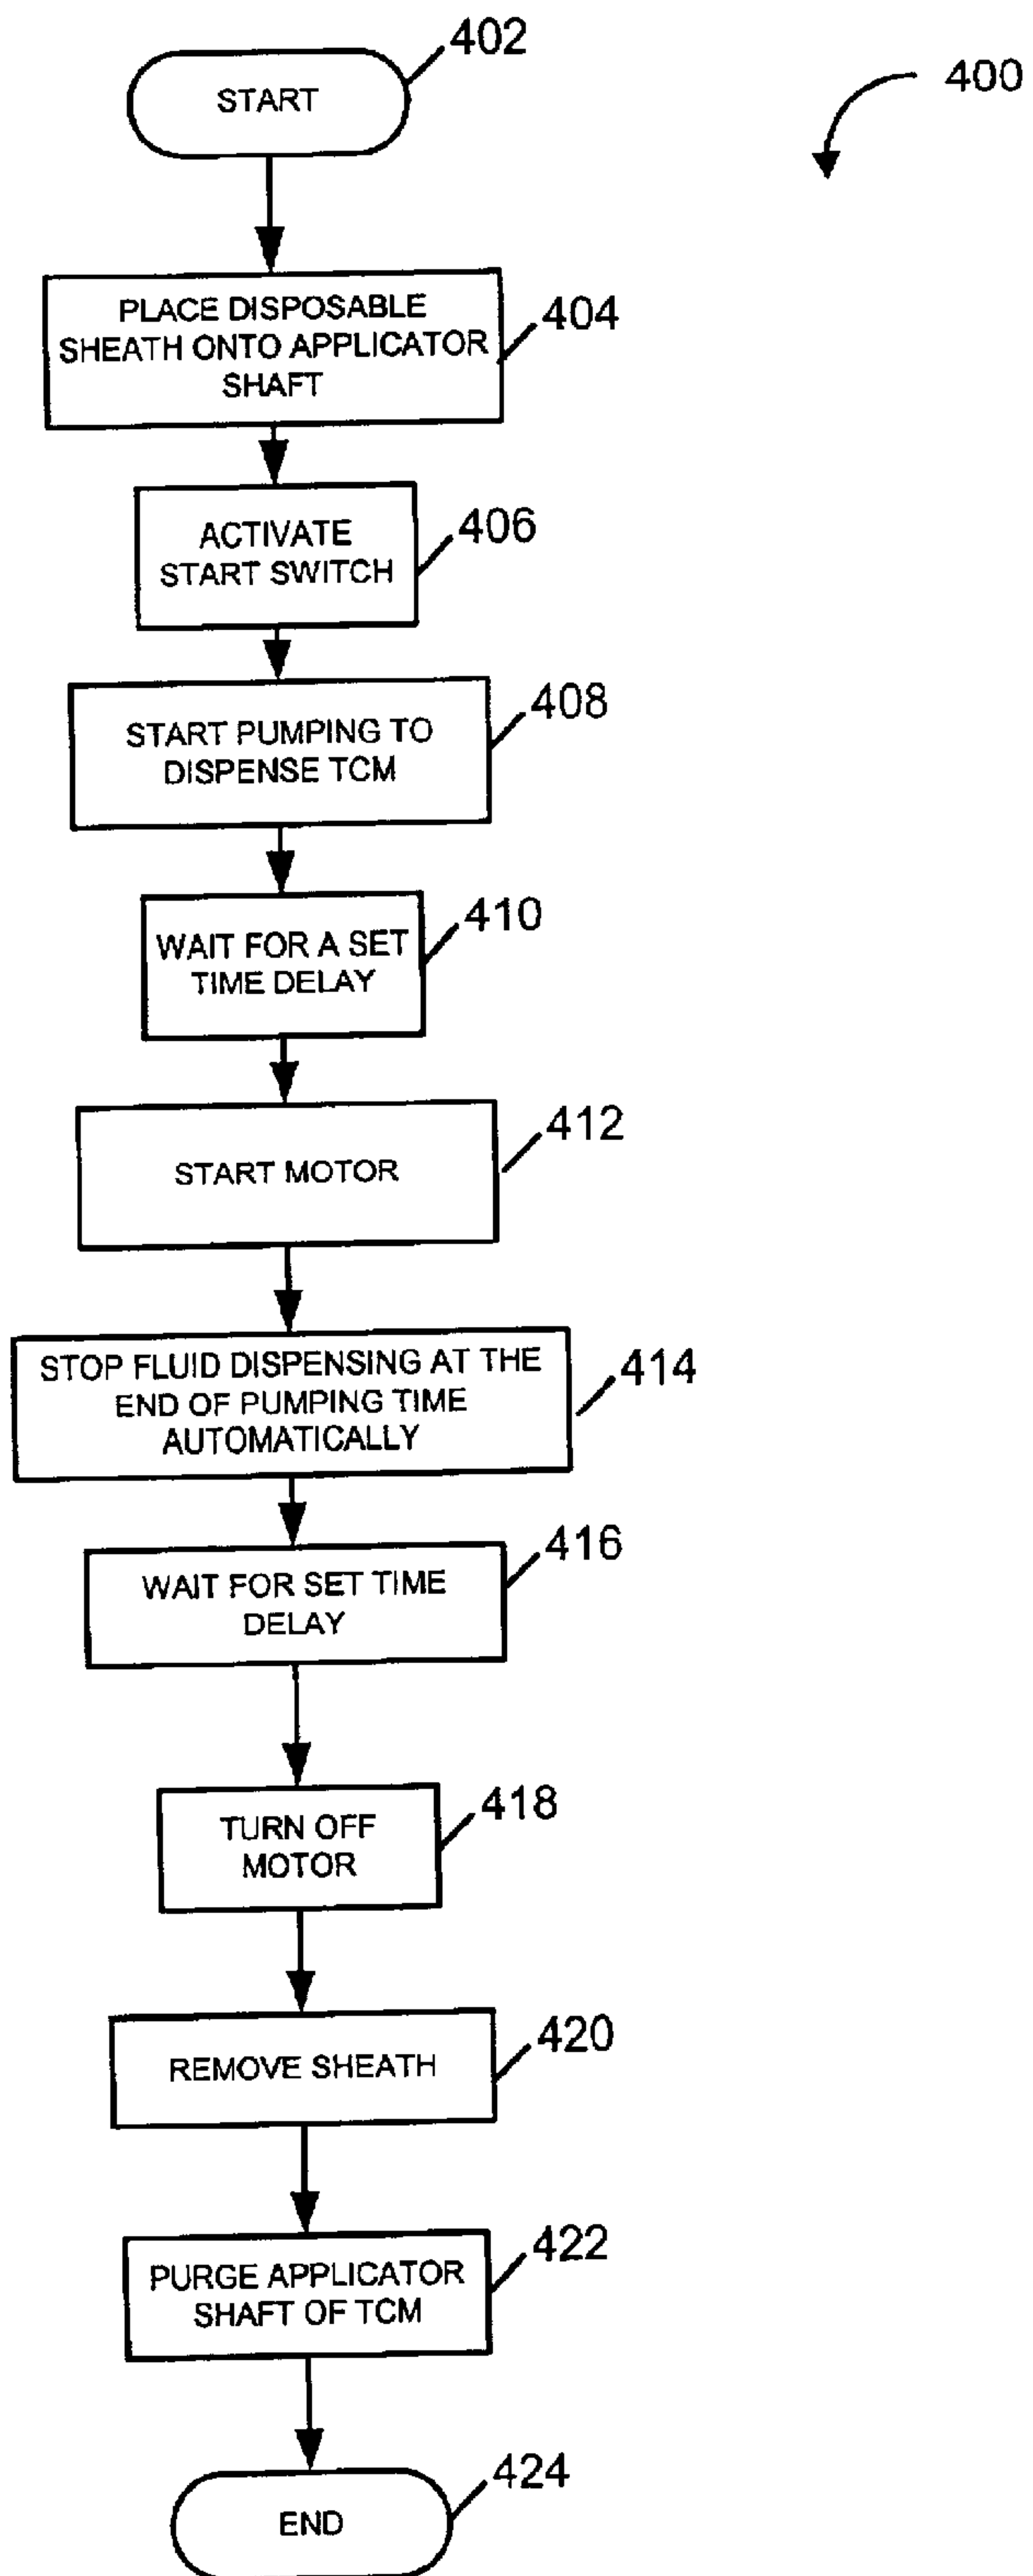 402
START
400
PLACE DISPOSABLE
SHEATH ONTO APPLICATOR
SHAFT
404
ACTIVATE
START SWITCH
406
START PUMPING TO
DISPENSE TCM
408
WAIT FOR A SET
TIME DELAY
410
START MOTOR
412
STOP FLUID DISPENSING AT THE
END OF PUMPING TIME
AUTOMATICALLY
414
WAIT FOR SET TIME
DELAY
416
TURN OFF
MOTOR
418
REMOVE SHEATH
420
PURGE APPLICATOR
SHAFT OF TCM
422
END
424